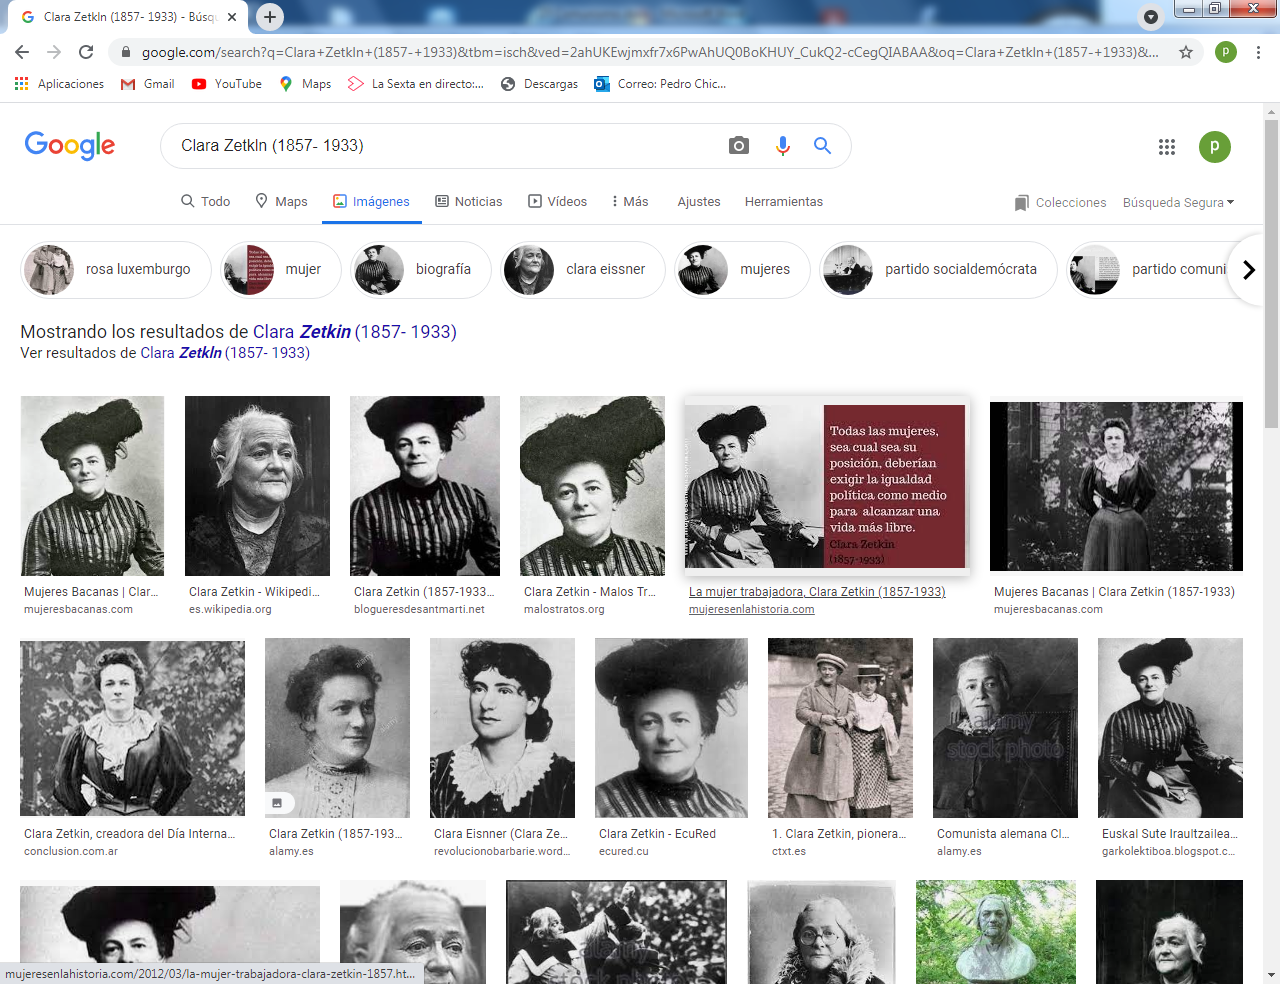 Clara Zetkln (1857- 1933) - Búsqu
google.com/search?q=Clara+Zetkln+(1857-+1933)&tbm=isch&ved=2ahUKEwjmxfr7x6PwAhUQ0BoKHUY_CukQ2-cCegQIABAA&oq=Clara+Zetkln+(1857-+1933)&...
p
Aplicaciones Gmail YouTube Maps La Sexta en directo:... Descargas Correo: Pedro Chic...
Google
Clara Zetkln (1857- 1933)
p
Todo Maps Imágenes Noticias Vídeos Más Ajustes Herramientas Colecciones Búsqueda Segura
rosa luxemburgo mujer biografía clara eissner mujeres partido socialdemócrata partido comuni
Mostrando los resultados de Clara Zetkin (1857- 1933)
Ver resultados de Clara Zetkln (1857- 1933)
Todas las mujeres,
sea cual sea su
posición, deberían
exigir la igualdad
política como medio
para alcanzar una
vida más libre.
Clara Zetkin
(1857-1933)
Mujeres Bacanas | Clar... Clara Zetkin - Wikipedi... Clara Zetkin (1857-1933... Clara Zetkin - Malos Tr... La mujer trabajadora, Clara Zetkin (1857-1933) Mujeres Bacanas | Clara Zetkin (1857-1933)
mujeresbacanas.com es.wikipedia.org blogueresdesantmarti.net malostratos.org mujeresenlahistoria.com mujeresbacanas.com
alamy
alamy
alamy
stock photo
Clara Zetkin, creadora del Día Interna... Clara Zetkin (1857-193... Clara Eisnner (Clara Ze... Clara Zetkin - EcuRed 1. Clara Zetkin, pionera... Comunista alemana Cl... Euskal Sute Iraultzailea...
conclusion.com.ar alamy.es revolucionobarbarie.word... ecured.cu ctxt.es alamy.es garkolektiboa.blogspot.c...
alamy
stock photo
mujeresenlahistoria.com/2012/03/la-mujer-trabajadora-clara-zetkin-1857.ht...